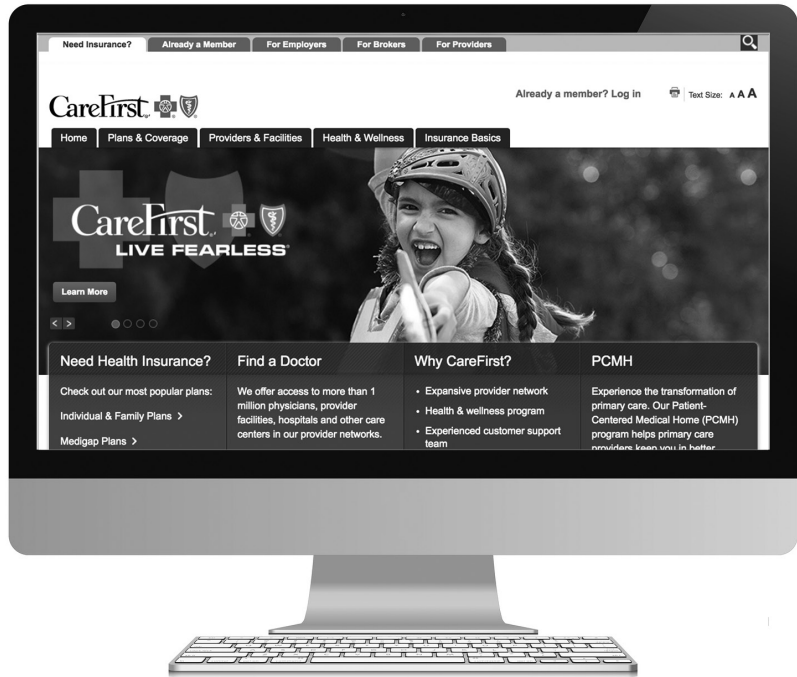 Need Insurance?
Already a Member
For Employers
For Brokers
For Providers
Already a member? Log in
Text Size: A A A
CareFirst
Home
Plans & Coverage
Providers & Facilities
Health & Wellness
Insurance Basics
CareFirst
LIVE FEARLESS
Learn More
< >
Need Health Insurance?
Check out our most popular plans:
Individual & Family Plans >
Medigap Plans >
Find a Doctor
We offer access to more than 1
million physicians, provider
facilities, hospitals and other care
centers in our provider networks.
Why CareFirst?
• Expansive provider network
• Health & wellness program
• Experienced customer support
team
PCMH
Experience the transformation of
primary care. Our Patient-
Centered Medical Home (PCMH)
program helps primary care
providers keep you in better